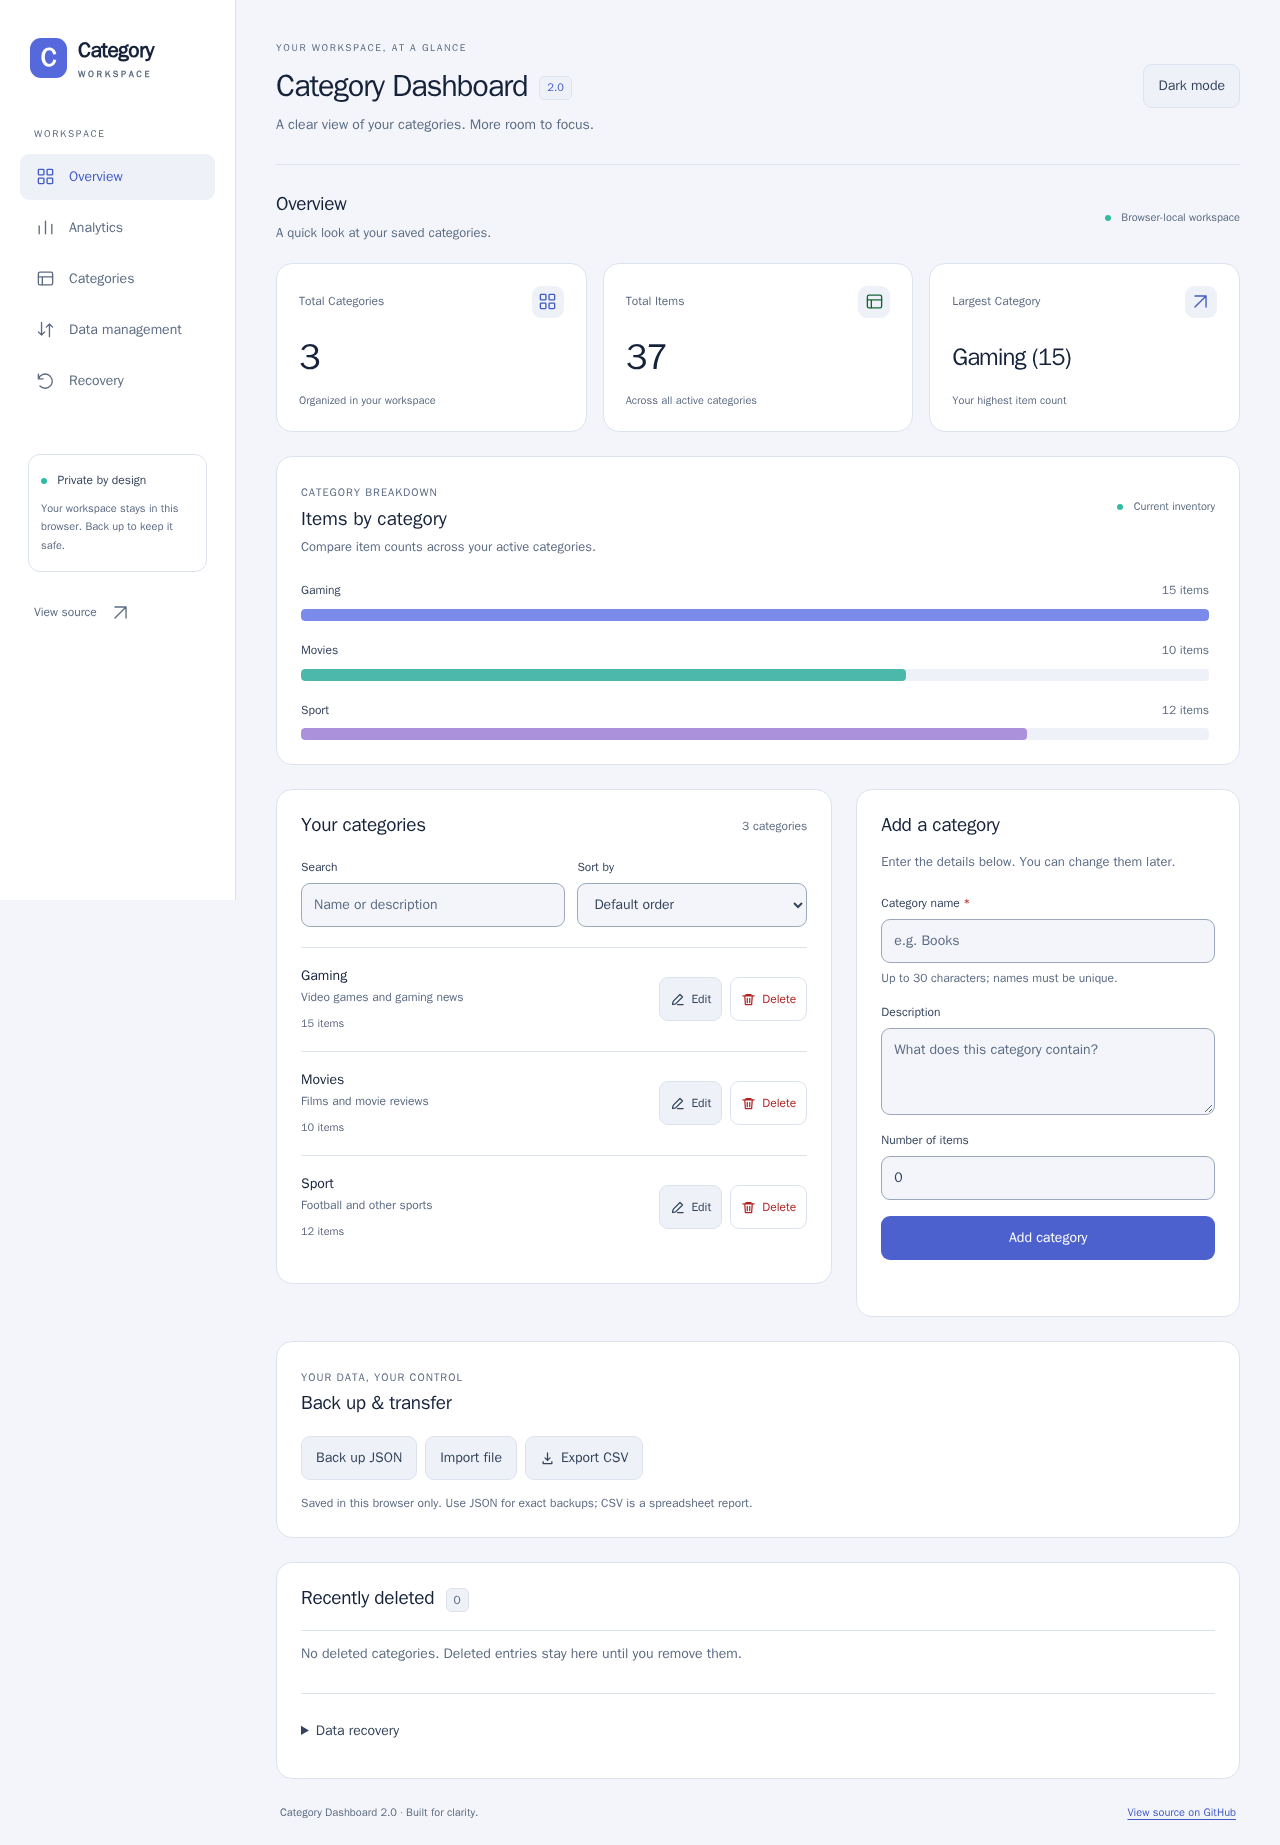 C
Category
WORKSPACE
WORKSPACE
Overview
Analytics
Categories
Data management
Recovery
Private by design
Your workspace stays in this
browser. Back up to keep it
safe.
View source
YOUR WORKSPACE, AT A GLANCE
Category Dashboard 2.0
A clear view of your categories. More room to focus.
Dark mode
Overview
A quick look at your saved categories.
Browser-local workspace
Total Categories
3
Organized in your workspace
Total Items
37
Across all active categories
Largest Category
Gaming (15)
Your highest item count
CATEGORY BREAKDOWN
Items by category
Compare item counts across your active categories.
Current inventory
Gaming 15 items
Movies 10 items
Sport 12 items
Your categories 3 categories
Search Sort by
Name or description Default order
Gaming
Video games and gaming news
15 items
Edit Delete
Movies
Films and movie reviews
10 items
Edit Delete
Sport
Football and other sports
12 items
Edit Delete
Add a category
Enter the details below. You can change them later.
Category name *
e.g. Books
Up to 30 characters; names must be unique.
Description
What does this category contain?
Number of items
0
Add category
YOUR DATA, YOUR CONTROL
Back up & transfer
Back up JSON Import file Export CSV
Saved in this browser only. Use JSON for exact backups; CSV is a spreadsheet report.
Recently deleted 0
No deleted categories. Deleted entries stay here until you remove them.
Data recovery
Category Dashboard 2.0 · Built for clarity.
View source on GitHub